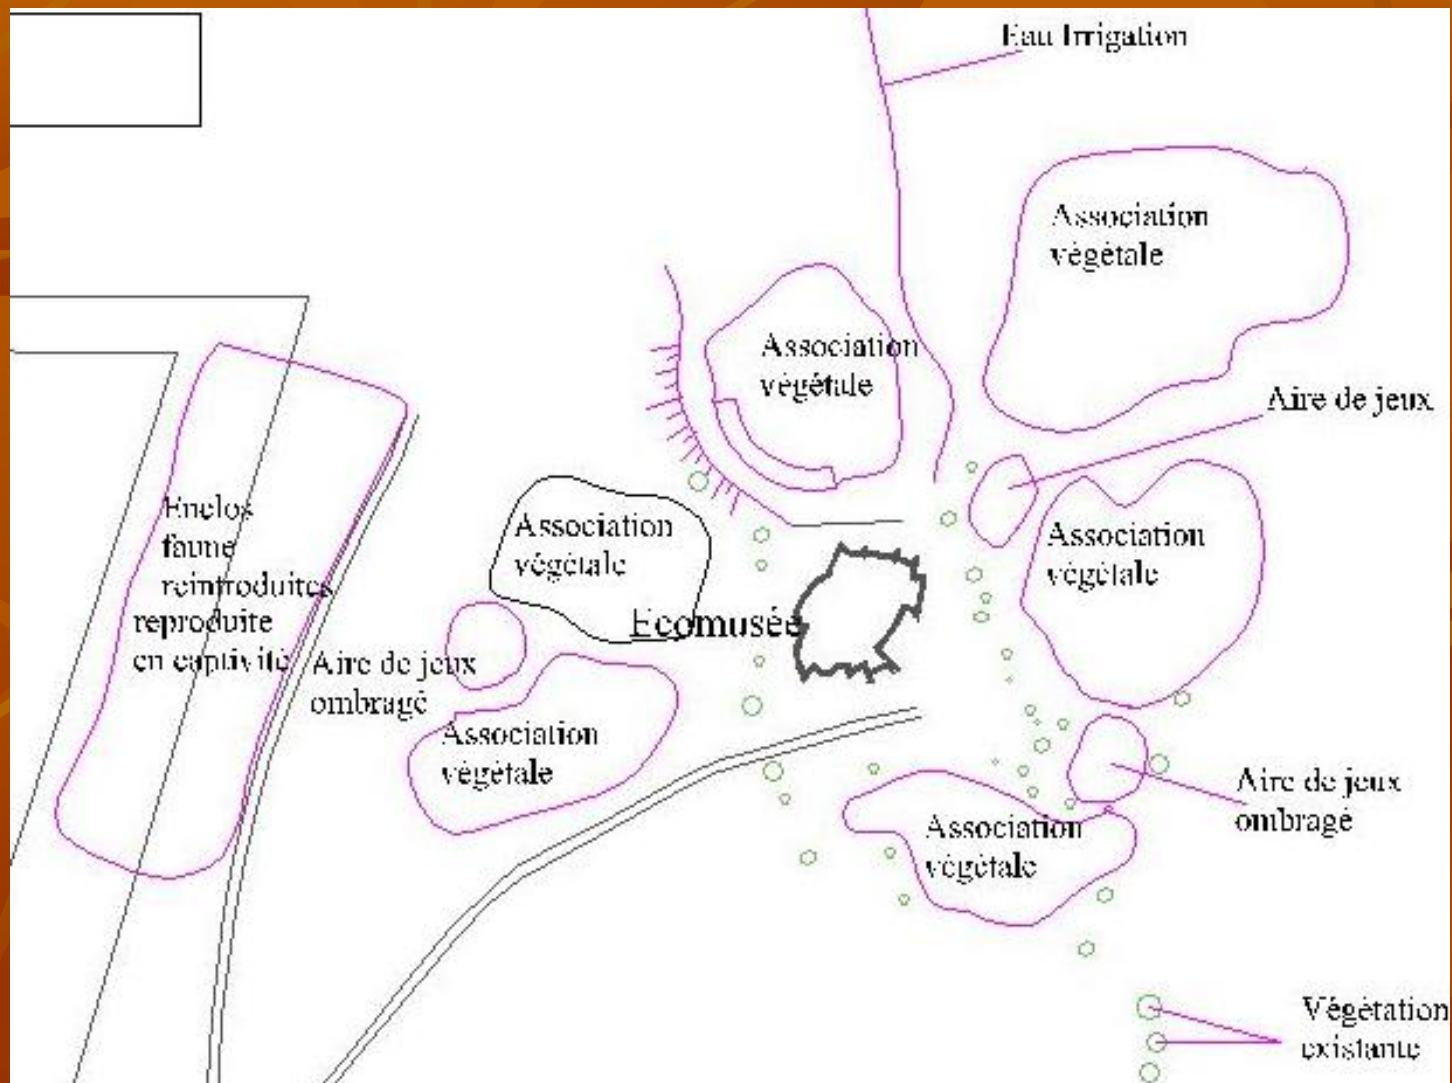 Eau Irrigation
Association
végétale
Association
végétale
Aire de jeux
Enclos
faune
reintroduites
reproduite
en captivité
Association
végétale
Association
végétale
Ecomusée
Aire de jeux
ombragé
Association
végétale
Aire de jeux
ombragé
Association
végétale
Végétation
existante